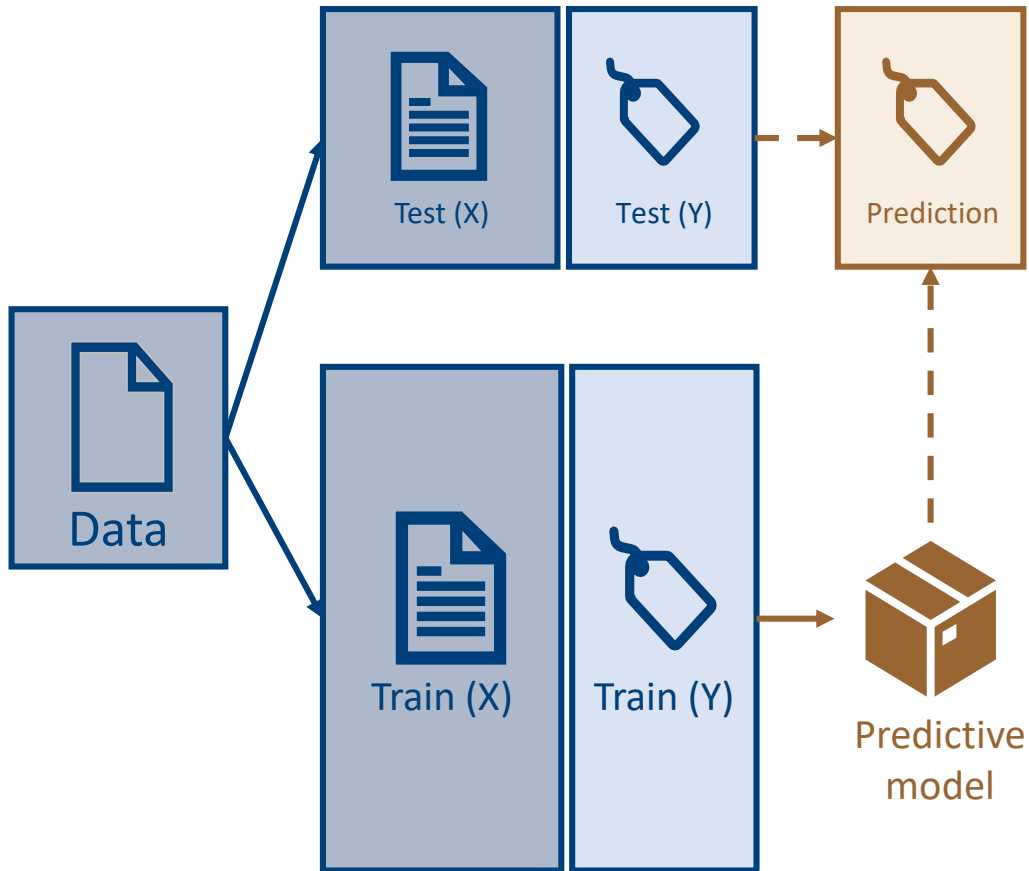 Test (X)
Test (Y)
Prediction
Data
Train (X)
Train (Y)
Predictive
model